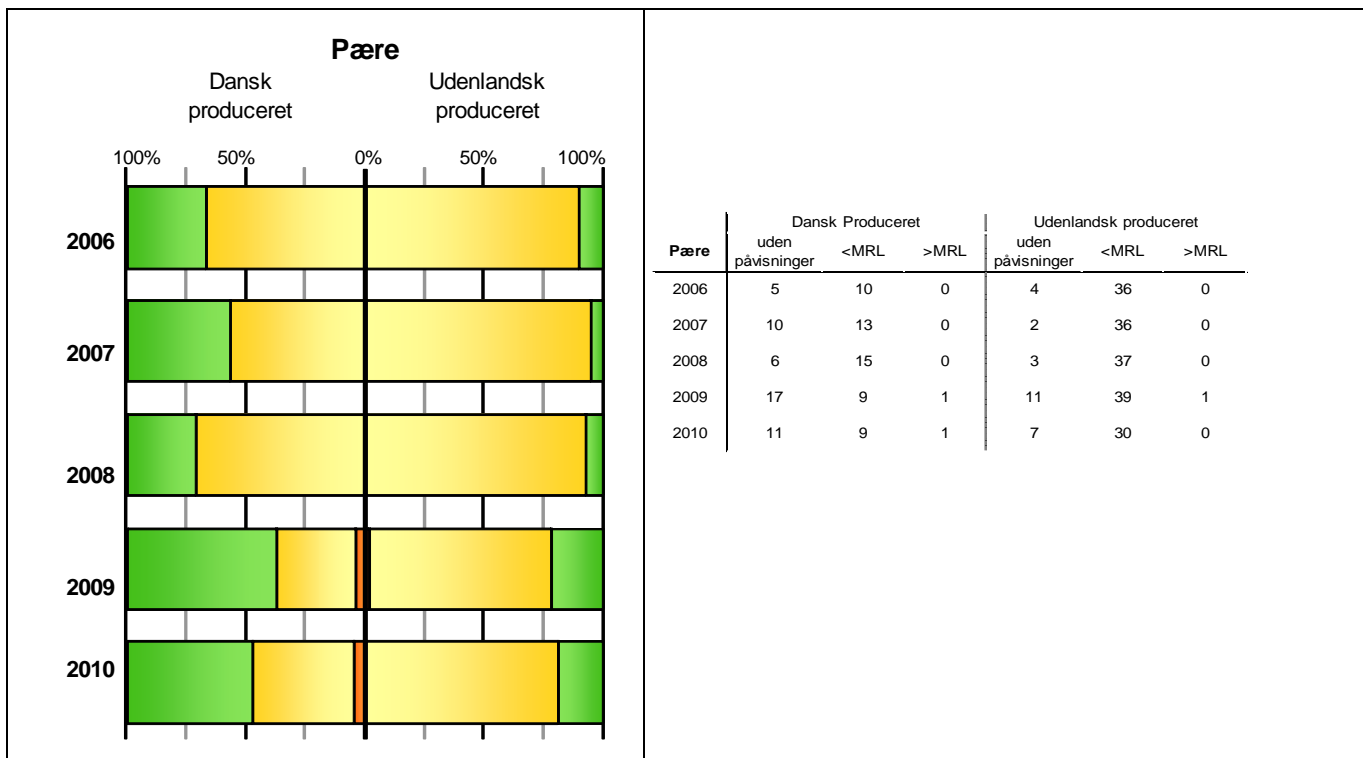 Pære
Dansk produceret
Udenlandsk produceret
100% 50% 0% 50% 100%
2006
2007
2008
2009
2010
Dansk Produceret Udenlandsk produceret
Pære uden påvisninger <MRL >MRL uden påvisninger <MRL >MRL
2006 5 10 0 4 36 0
2007 10 13 0 2 36 0
2008 6 15 0 3 37 0
2009 17 9 1 11 39 1
2010 11 9 1 7 30 0